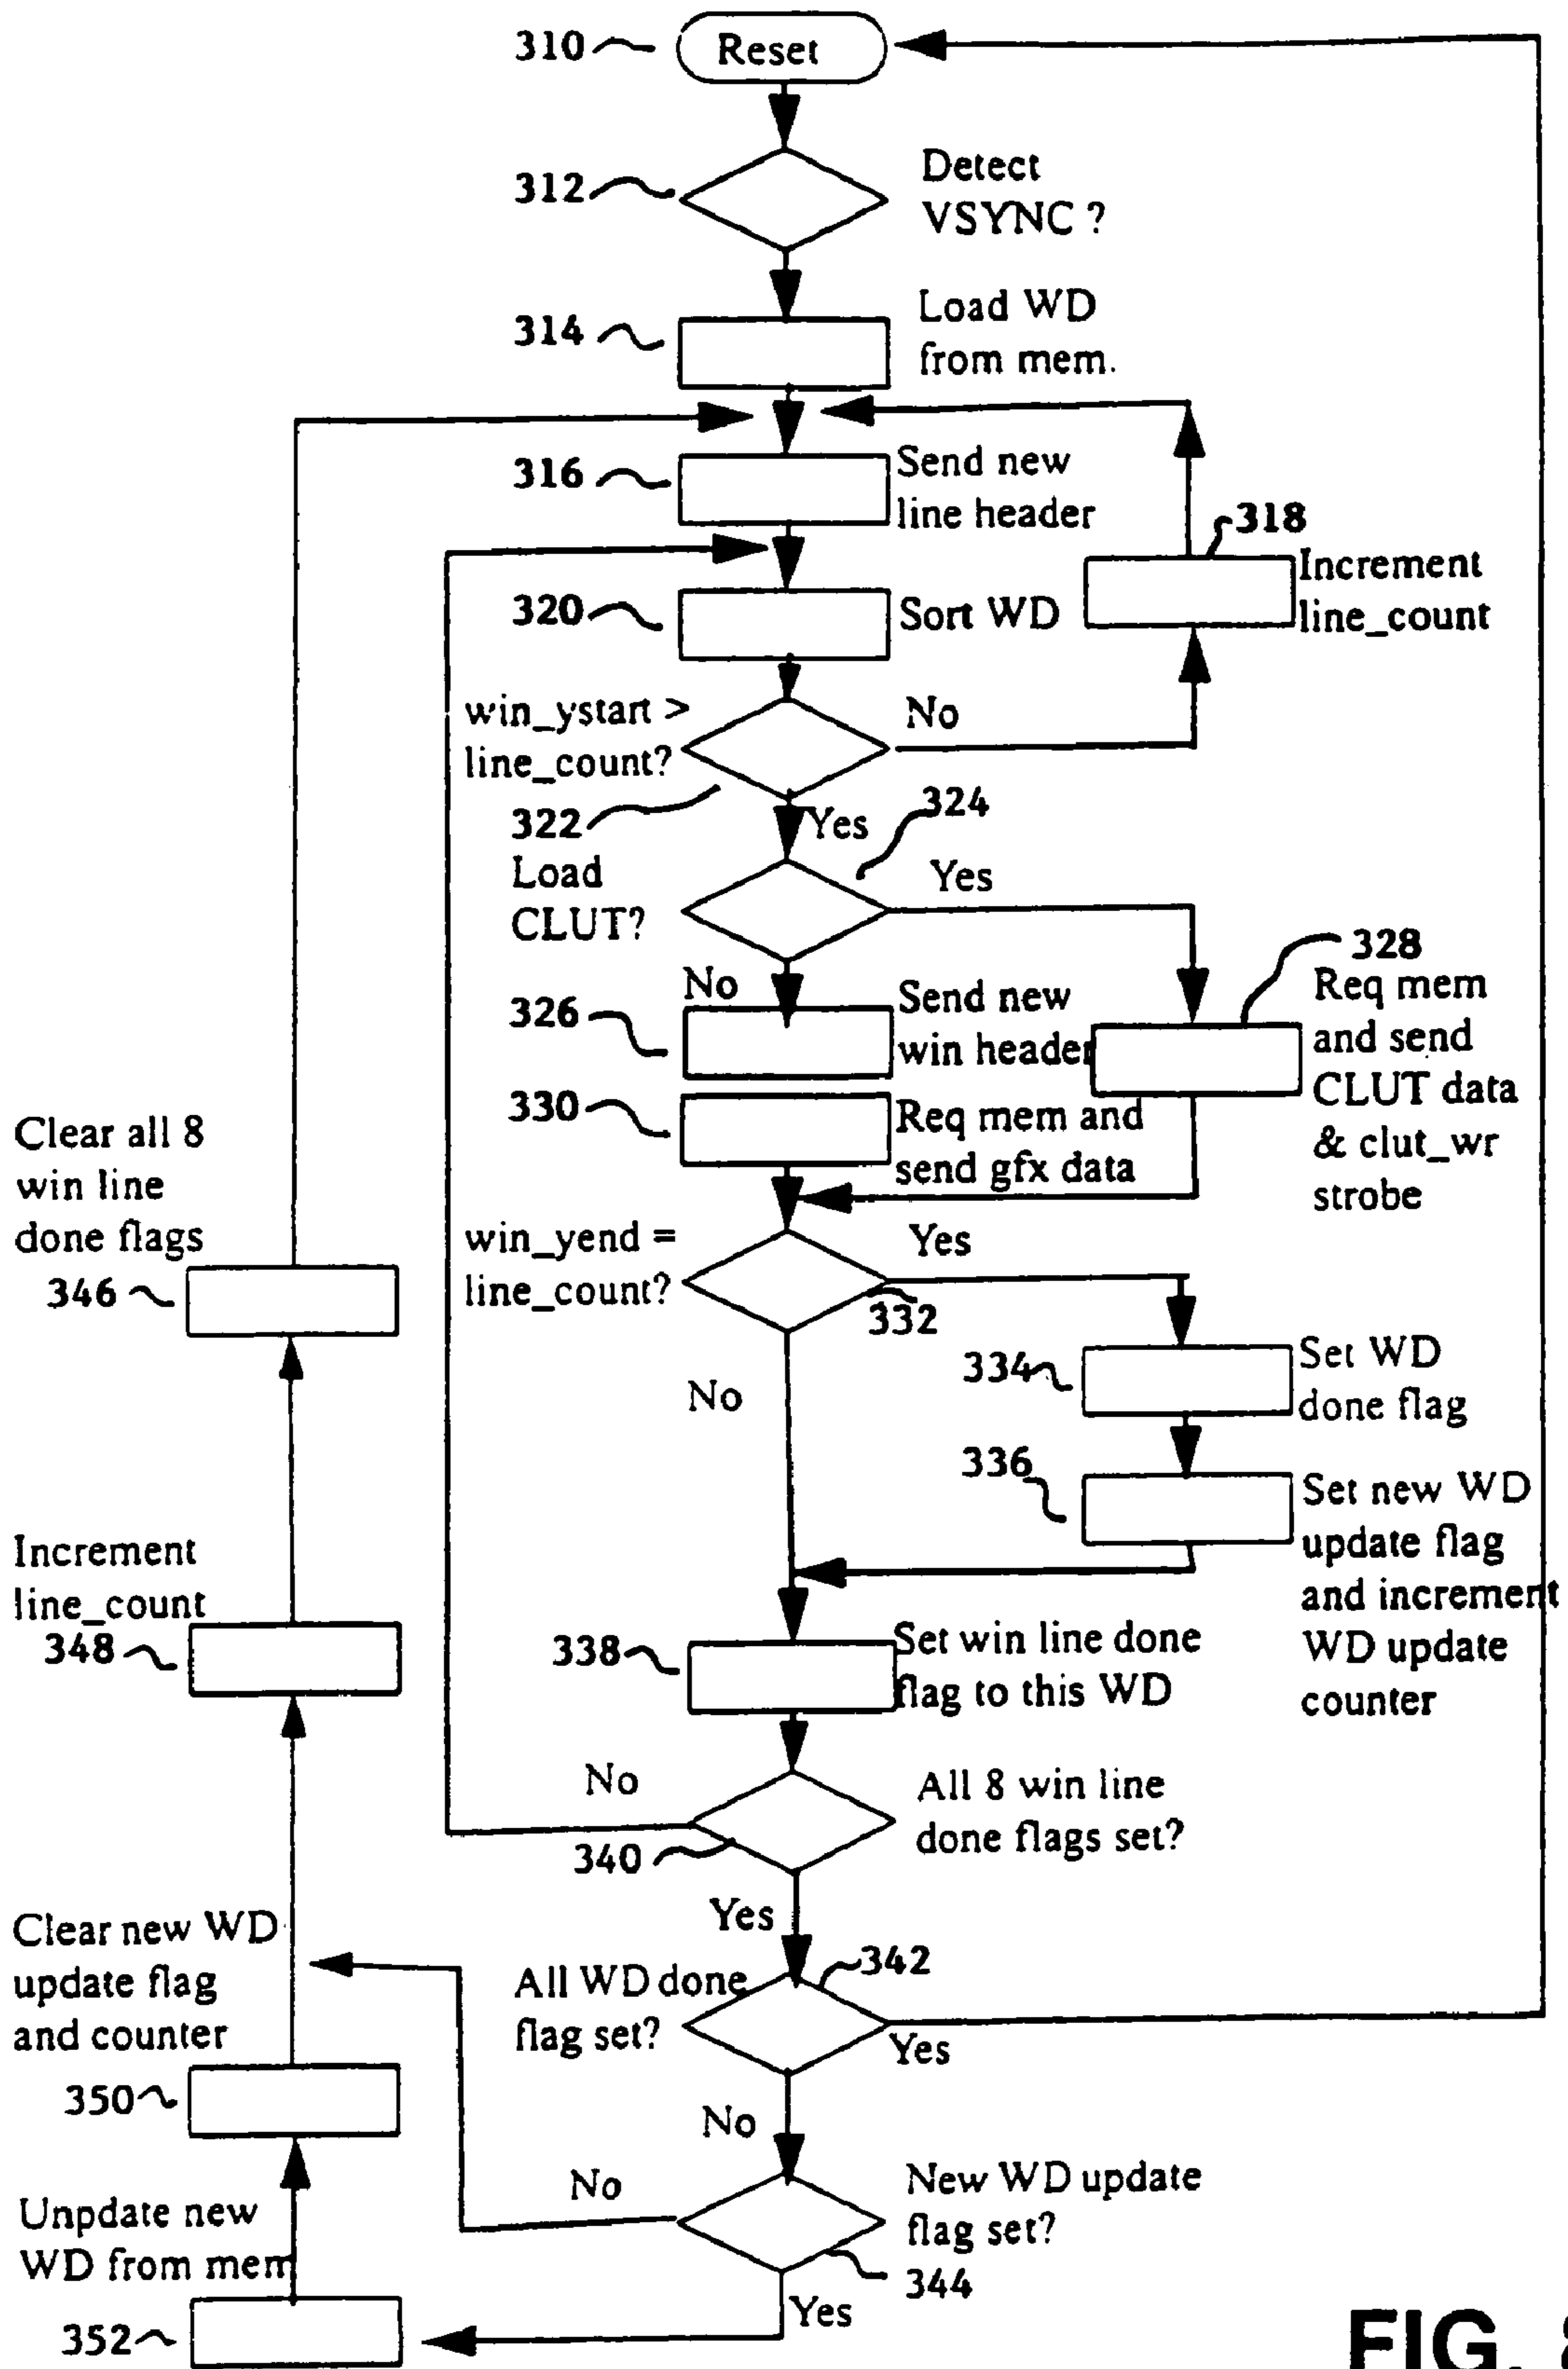 310
Reset
312
Detect
VSYNC ?
314
Load WD
from mem.
316
Send new
line header
318
Increment
line_count
320
Sort WD
win_ystart >
line_count?
No
322
Yes
324
Load
CLUT?
Yes
No
326
Send new
win header
328
Req mem
and send
CLUT data
& clut_wr
strobe
330
Req mem and
send gfx data
Clear all 8
win line
done flags
346
win_yend =
line_count?
Yes
332
334
Set WD
done flag
No
336
Set new WD
update flag
and increment
WD update
counter
Increment
line_count
348
338
Set win line done
flag to this WD
No
340
All 8 win line
done flags set?
Yes
Clear new WD
update flag
and counter
350
All WD done
flag set?
342
Yes
No
No
New WD update
flag set?
344
Unpdate new
WD from mem
352
Yes
FIG. 8